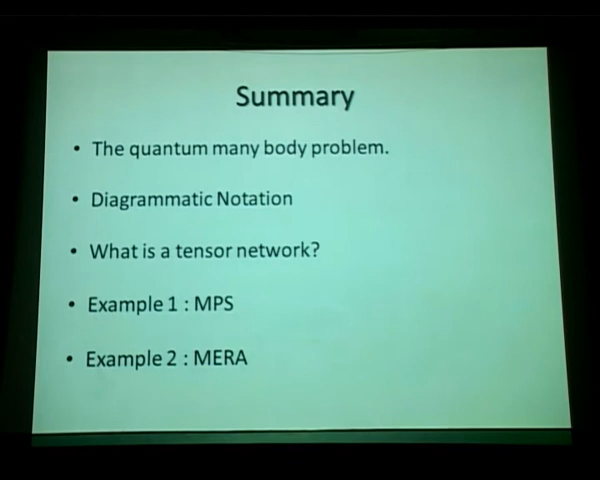 Summary
• The quantum many body problem.
• Diagrammatic Notation
• What is a tensor network?
• Example 1 : MPS
• Example 2 : MERA